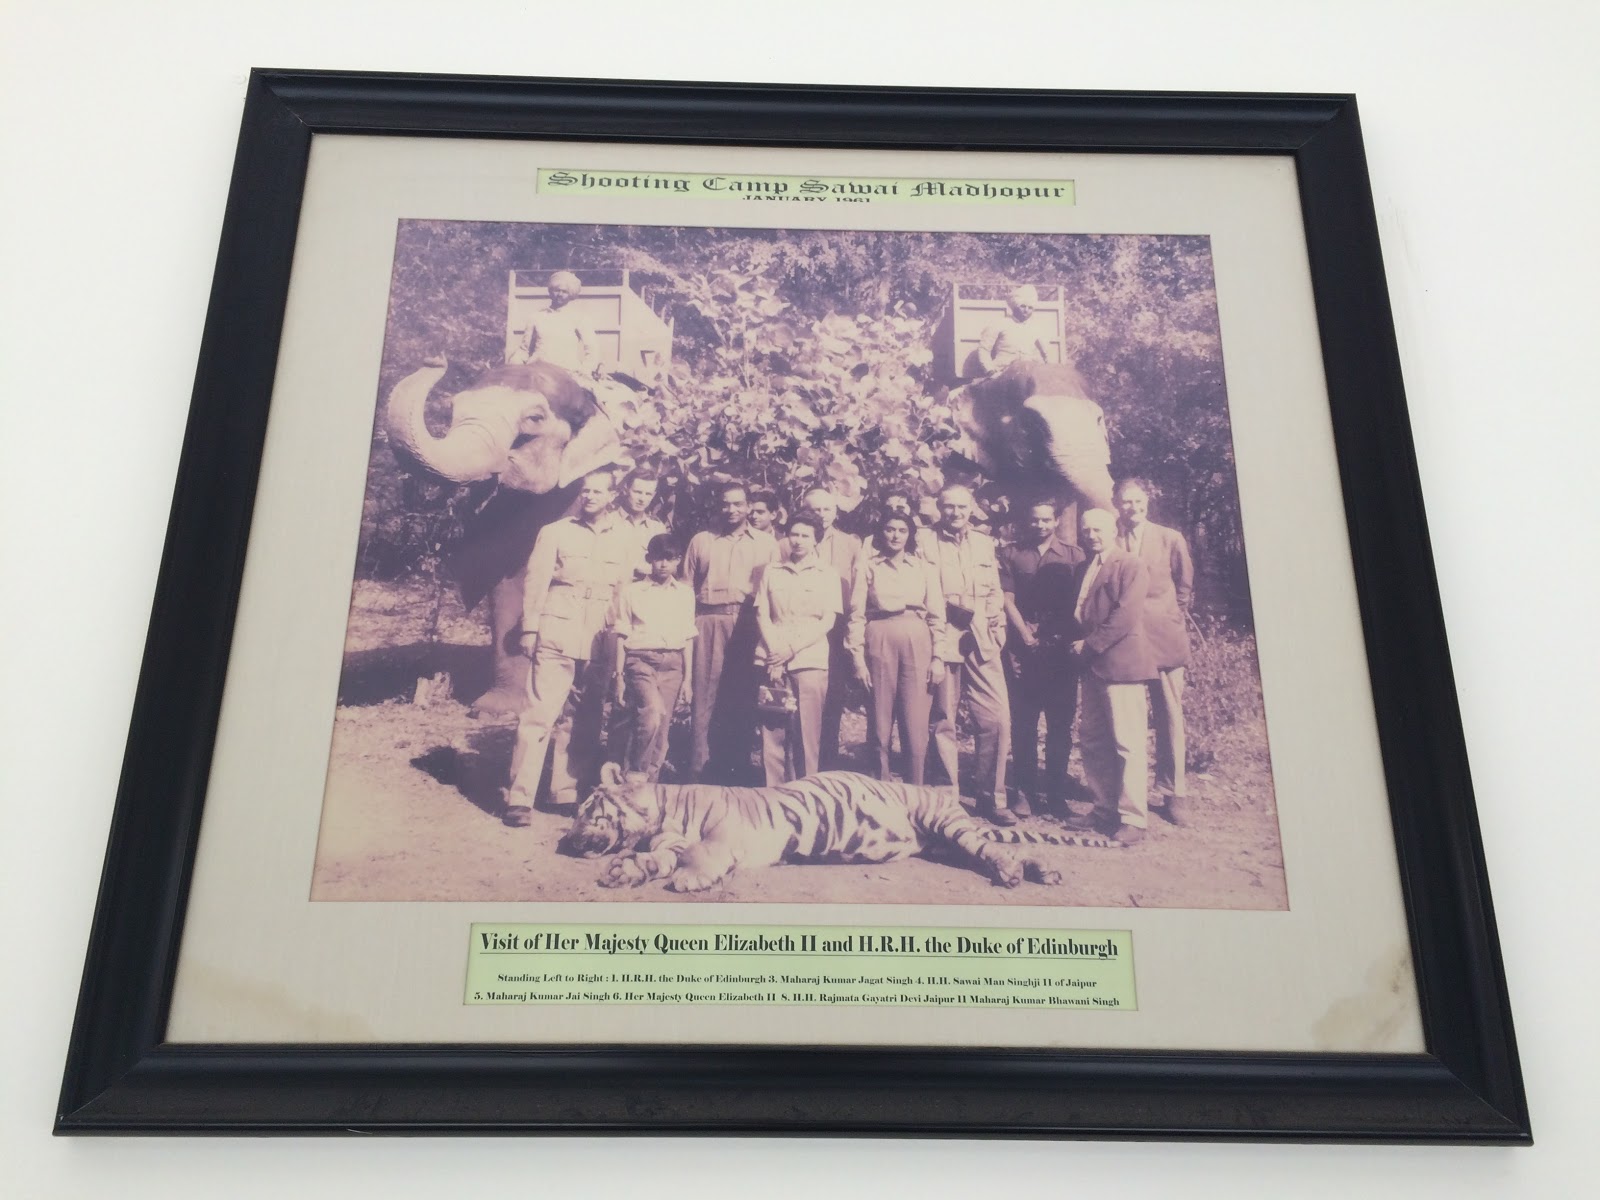 Shooting Camp Sawai Madhopur
JANUARY 1961
Visit of Her Majesty Queen Elizabeth II and H.R.H. the Duke of Edinburgh
Standing Left to Right : 1. H.R.H. the Duke of Edinburgh 3. Maharaj Kumar Jagat Singh 4. H.H. Sawai Man Singhji II of Jaipur
5. Maharaj Kumar Jai Singh 6. Her Majesty Queen Elizabeth II 8. H.H. Rajmata Gayatri Devi Jaipur 11 Maharaj Kumar Bhawani Singh